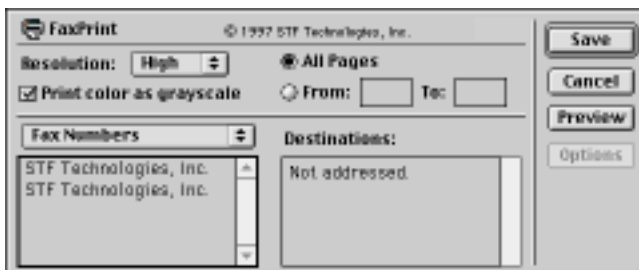 FaxPrint © 1997 STF Technologies, Inc.
Save
Resolution: High All Pages
Print color as grayscale From: To:
Cancel
Preview
Fax Numbers Destinations:
Options
STF Technologies, Inc. Not addressed.
STF Technologies, Inc.